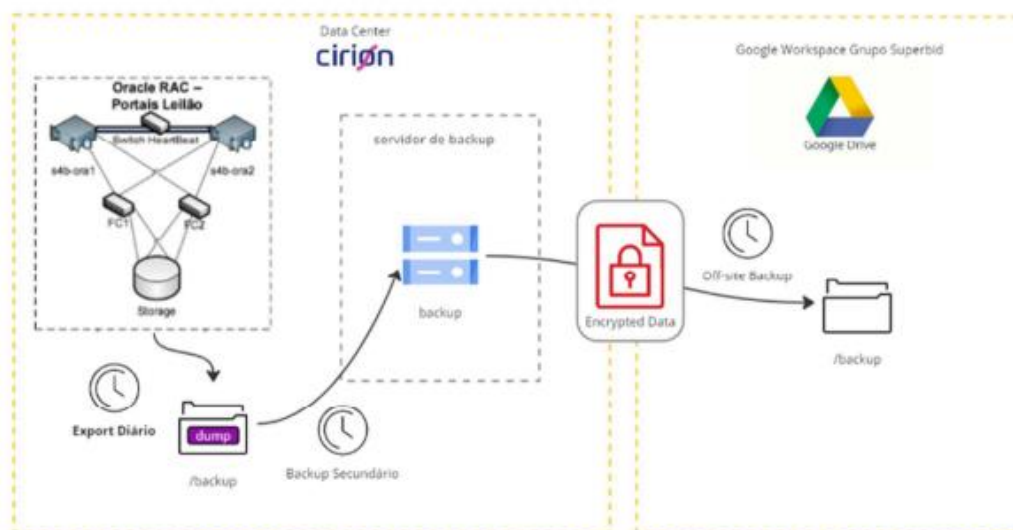 Data Center
cirion
Google Workspace Grupo Superbid
Oracle RAC –
Portais Leilão
Switch HeartBeat
s4b-ora1
s4b-ora2
FC1
FC2
Storage
servidor de backup
backup
Google Drive
Encrypted Data
Off-site Backup
/backup
Export Diário
dump
/backup
Backup Secundário